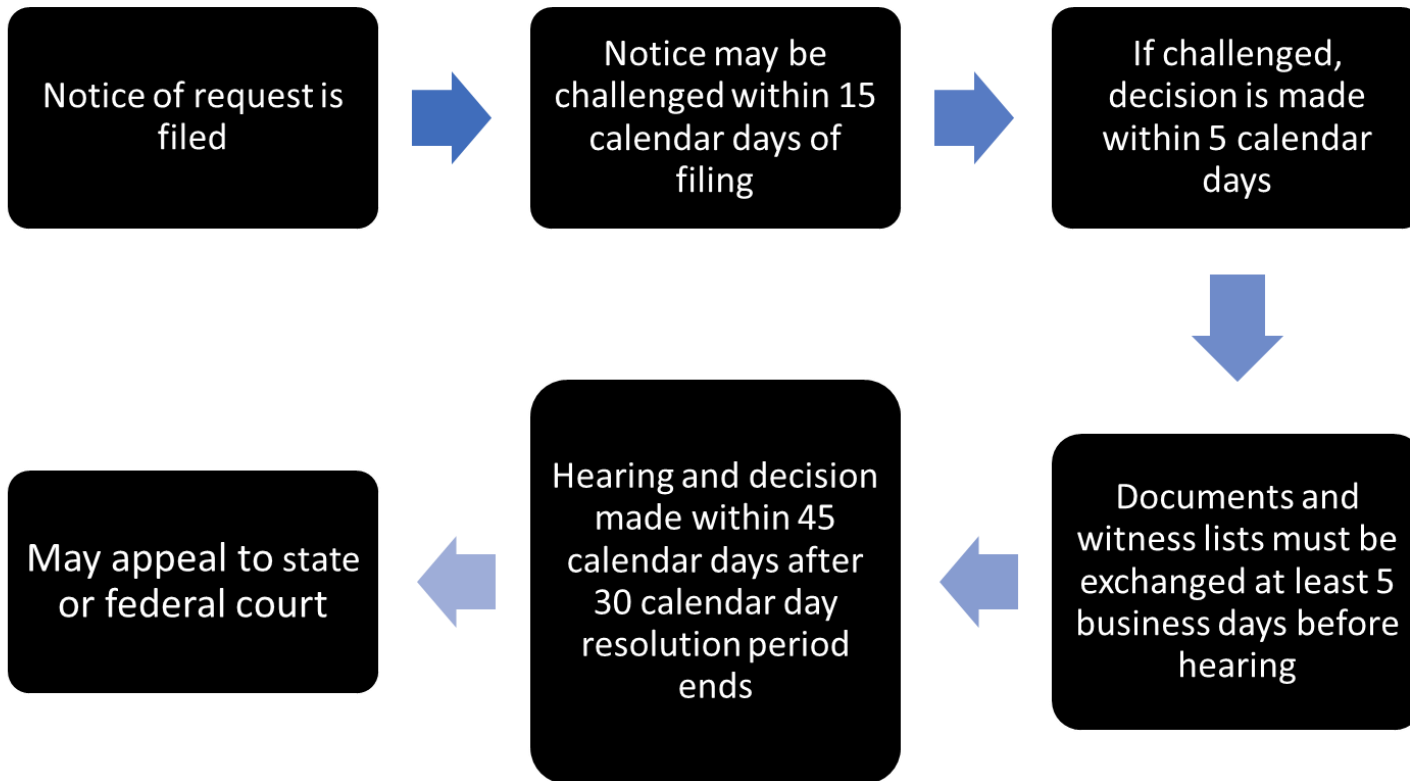 Notice of request is
filed
Notice may be
challenged within 15
calendar days of
filing
If challenged,
decision is made
within 5 calendar
days
Documents and
witness lists must be
exchanged at least 5
business days before
hearing
Hearing and decision
made within 45
calendar days after
30 calendar day
resolution period
ends
May appeal to state
or federal court